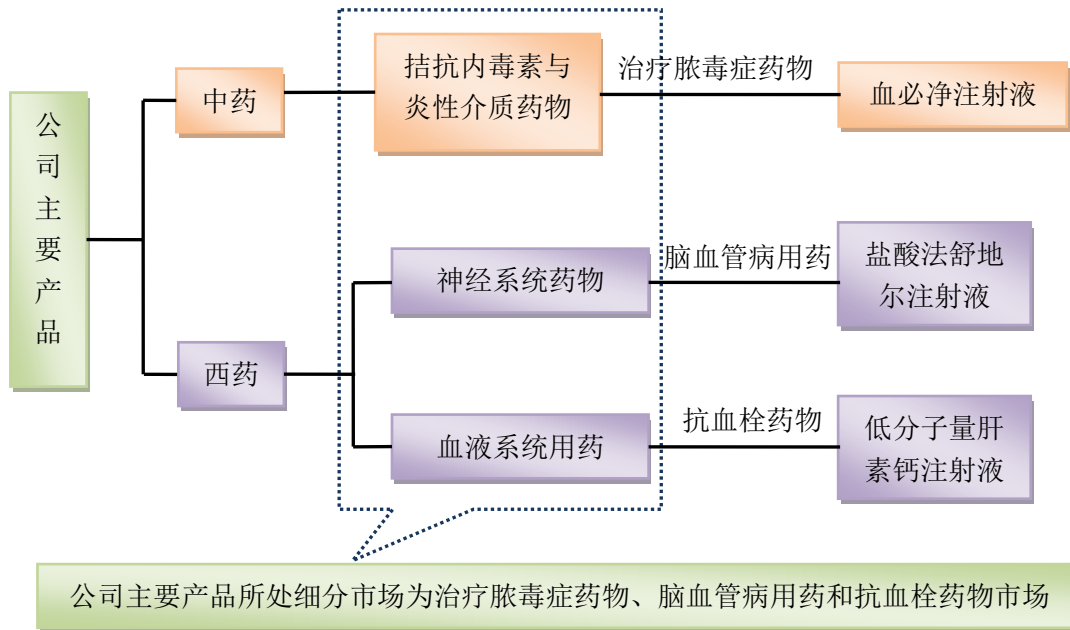 公司主要产品
中药
拮抗内毒素与
炎性介质药物
治疗脓毒症药物
血必净注射液
西药
神经系统药物
脑血管病用药
盐酸法舒地
尔注射液
血液系统用药
抗血栓药物
低分子量肝
素钙注射液
公司主要产品所处细分市场为治疗脓毒症药物、脑血管病用药和抗血栓药物市场